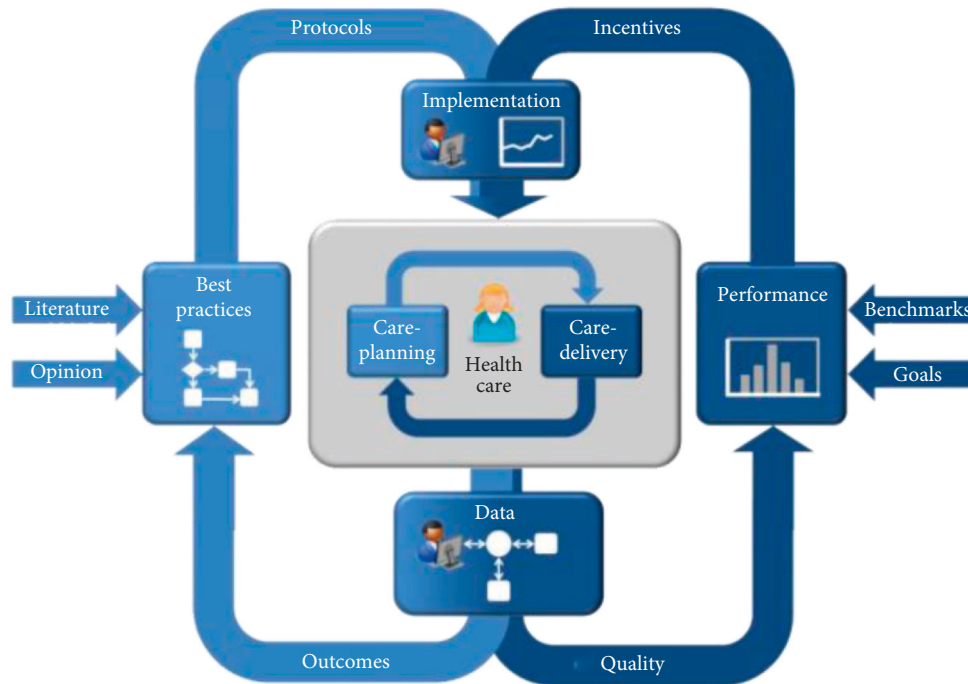 Protocols
Incentives
Implementation
Best
practices
Literature
Opinion
Care-
planning
Health
care
Care-
delivery
Performance
Benchmarks
Goals
Data
Outcomes
Quality